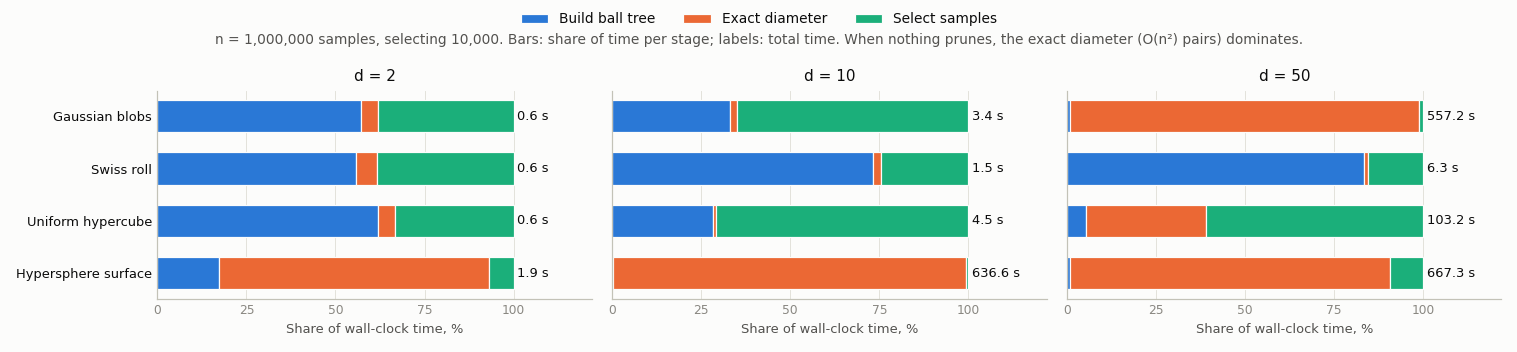 Build ball tree Exact diameter Select samples
n = 1,000,000 samples, selecting 10,000. Bars: share of time per stage; labels: total time. When nothing prunes, the exact diameter (O(n²) pairs) dominates.
d = 2 d = 10 d = 50
Gaussian blobs 0.6 s 3.4 s 557.2 s
Swiss roll 0.6 s 1.5 s 6.3 s
Uniform hypercube 0.6 s 4.5 s 103.2 s
Hypersphere surface 1.9 s 636.6 s 667.3 s
0 25 50 75 100 0 25 50 75 100 0 25 50 75 100
Share of wall-clock time, % Share of wall-clock time, % Share of wall-clock time, %